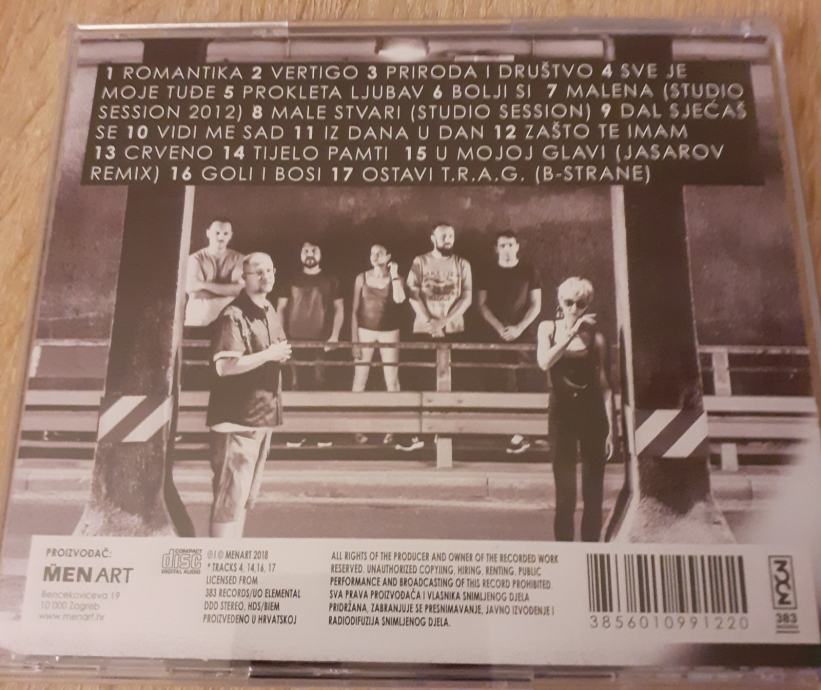 1 ROMANTIKA 2 VERTIGO 3 PRIRODA I DRUŠTVO 4 SVE JE
MOJE TUĐE 5 PROKLETA LJUBAV 6 BOLJI SI 7 MALENA (STUDIO
SESSION 2012) 8 MALE STVARI (STUDIO SESSION) 9 DAL SJEĆAŠ
SE 10 VIDI ME SAD 11 IZ DANA U DAN 12 ZAŠTO TE IMAM
13 CRVENO 14 TIJELO PAMTI 15 U MOJOJ GLAVI (JASAROV
REMIX) 16 GOLI I BOSI 17 OSTAVI T.R.A.G. (B-STRANE)
PROIZVOĐAČ:
MENART
Bencekovićeva 19
10 000 Zagreb
www.menart.hr
COMPACT
disc
DIGITAL AUDIO
℗ I © MENART 2018
* TRACKS 4, 14,16, 17
LICENSED FROM
383 RECORDS/UO ELEMENTAL
DDD STEREO, HDS/BIEM
PROIZVEDENO U HRVATSKOJ
ALL RIGHTS OF THE PRODUCER AND OWNER OF THE RECORDED WORK
RESERVED. UNAUTHORIZED COPYIING, HIRING, RENTING, PUBLIC
PERFORMANCE AND BROADCASTING OF THIS RECORD PROHIBITED.
SVA PRAVA PROIZVOĐAČA I VLASNIKA SNIMLJENOG DJELA
PRIDRŽANA, ZABRANJUJE SE PRESNIMAVANJE, JAVNO IZVOĐENJE I
RADIODIFUZIJA SNIMLJENOG DJELA.
3856010991220
383